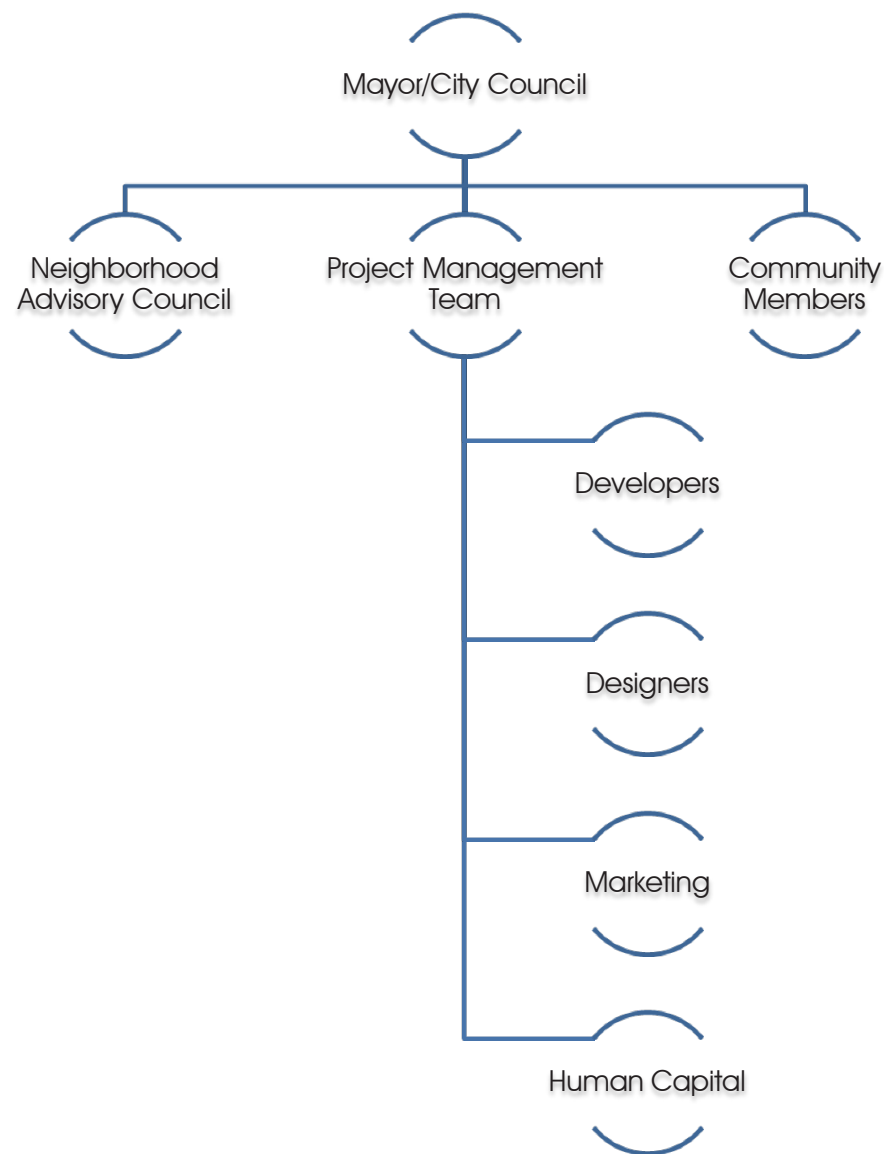 Mayor/City Council
Neighborhood
Advisory Council
Project Management
Team
Community
Members
Developers
Designers
Marketing
Human Capital